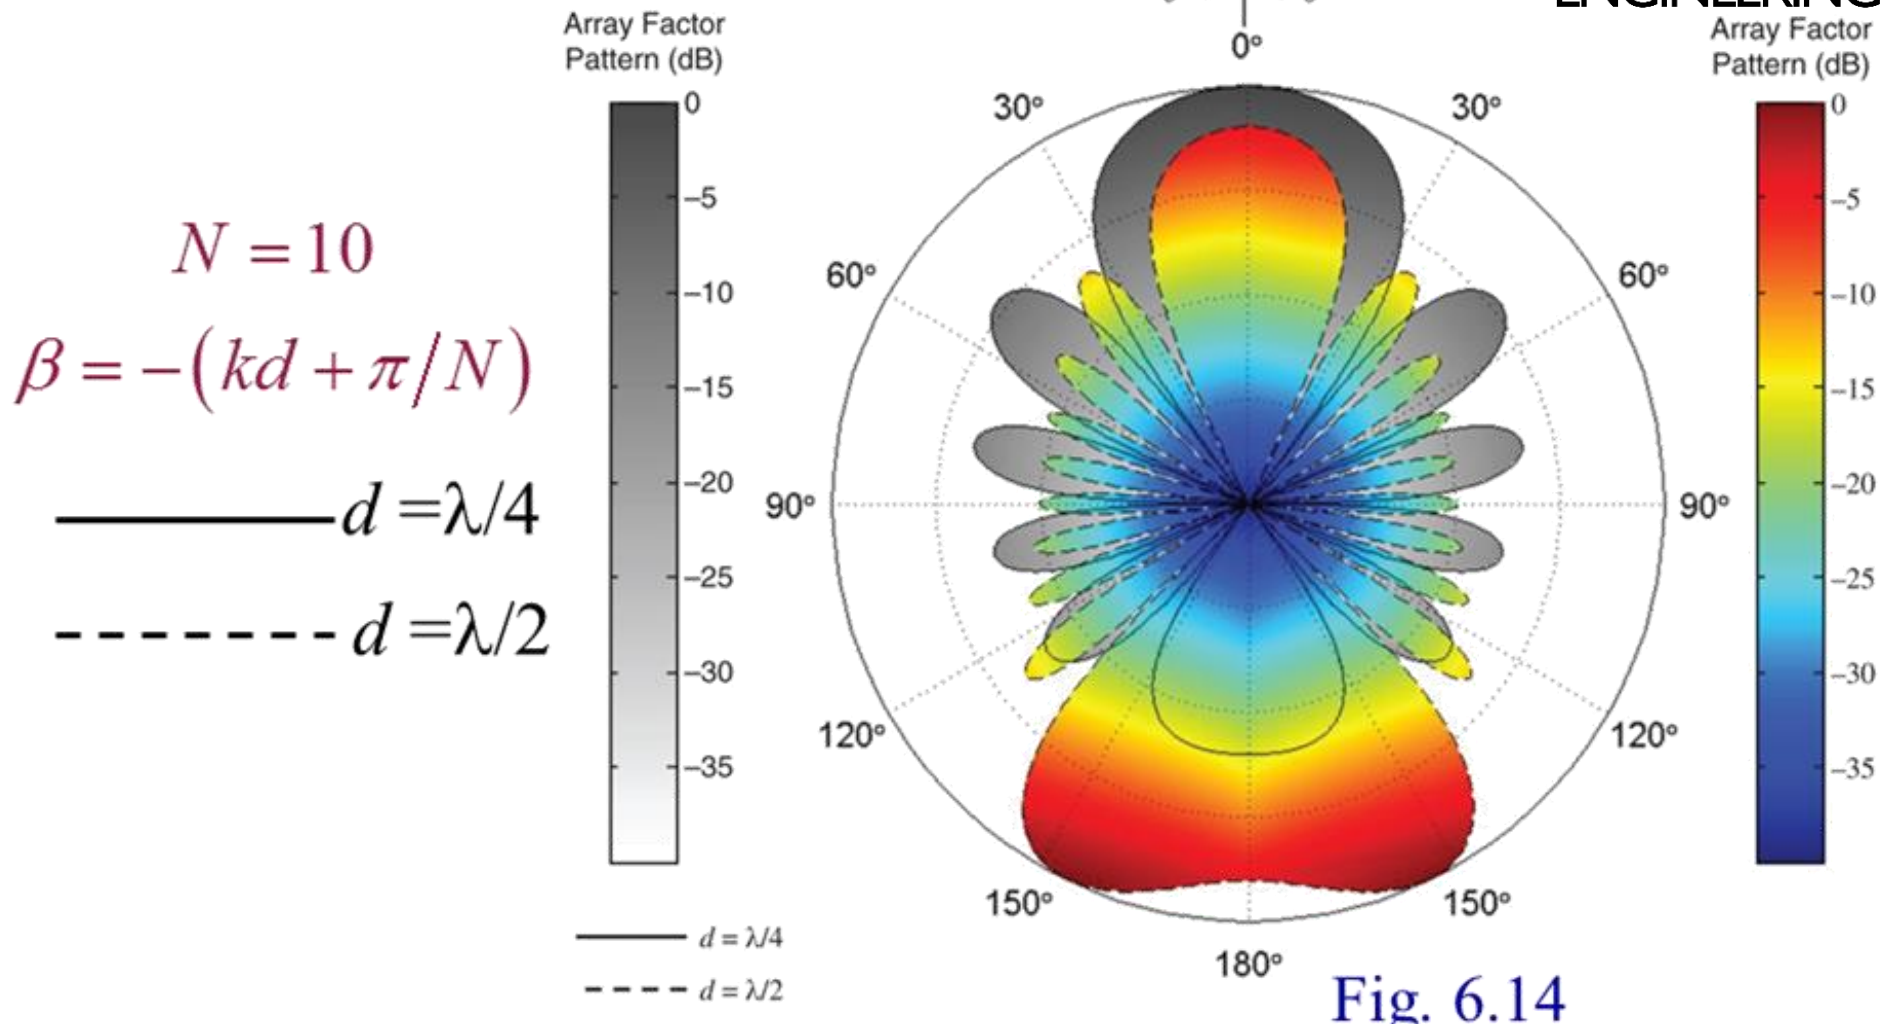 ENGINEERING
Array Factor
Pattern (dB)
0
−5
−10
−15
−20
−25
−30
−35
N = 10
β = −(kd + π/N)
d =λ/4
d =λ/2
0°
30°
30°
60°
60°
90°
90°
120°
120°
150°
150°
180°
Array Factor
Pattern (dB)
0
−5
−10
−15
−20
−25
−30
−35
d = λ/4
d = λ/2
Fig. 6.14